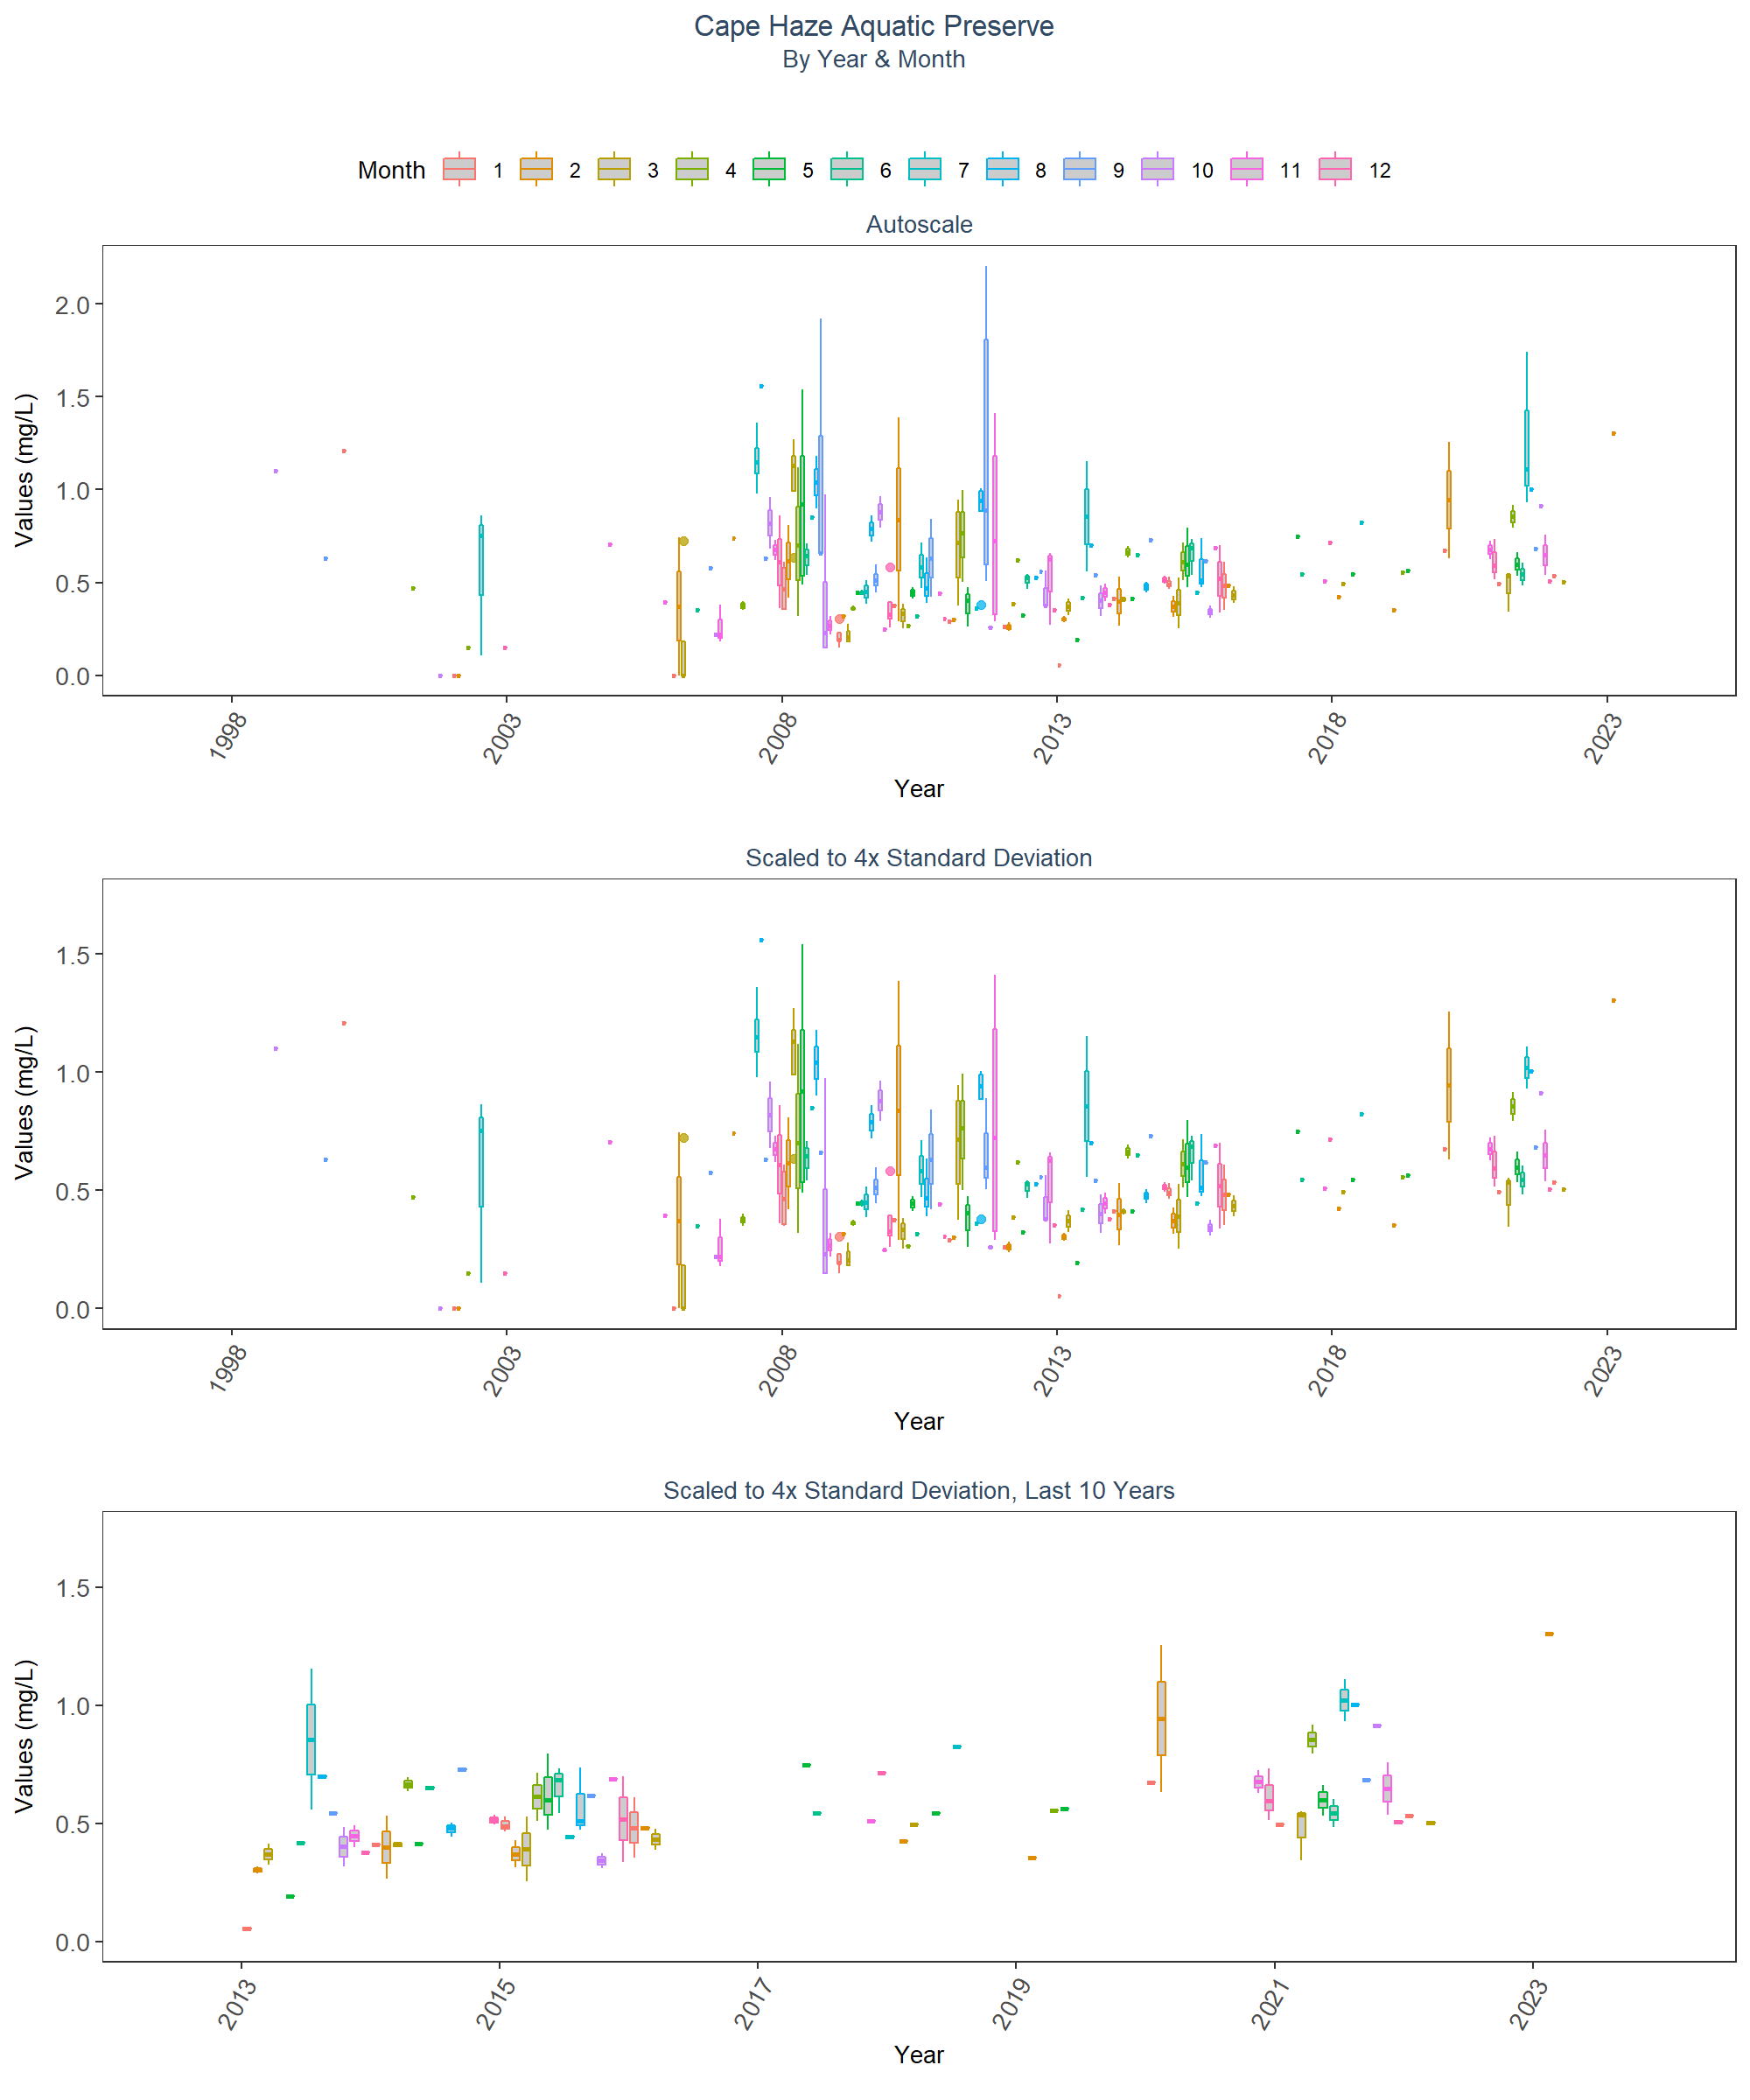 Cape Haze Aquatic Preserve
By Year & Month
Month 1 2 3 4 5 6 7 8 9 10 11 12
Autoscale
Values (mg/L)
2.0
1.5
1.0
0.5
0.0
1998 2003 2008 2013 2018 2023
Year
Scaled to 4x Standard Deviation
Values (mg/L)
1.5
1.0
0.5
0.0
1998 2003 2008 2013 2018 2023
Year
Scaled to 4x Standard Deviation, Last 10 Years
Values (mg/L)
1.5
1.0
0.5
0.0
2013 2015 2017 2019 2021 2023
Year